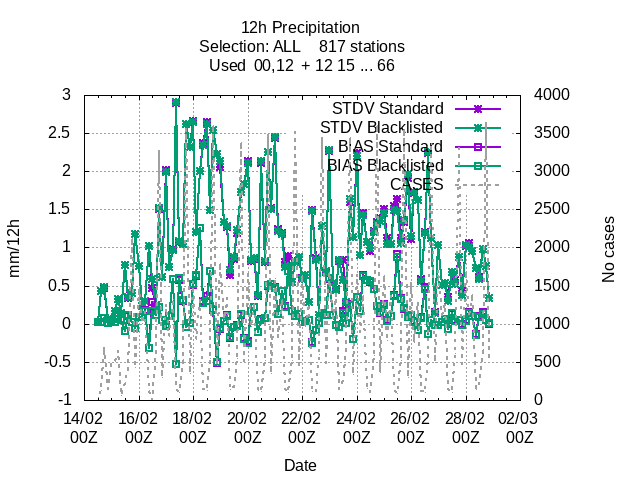 12h Precipitation
Selection: ALL 817 stations
Used 00,12 + 12 15 ... 66
STDV Standard
STDV Blacklisted
BIAS Standard
BIAS Blacklisted
CASES
3
2.5
2
1.5
1
0.5
0
-0.5
-1
mm/12h
4000
3500
3000
2500
2000
1500
1000
500
0
No cases
14/02 16/02 18/02 20/02 22/02 24/02 26/02 28/02 02/03
00Z 00Z 00Z 00Z 00Z 00Z 00Z 00Z 00Z
Date